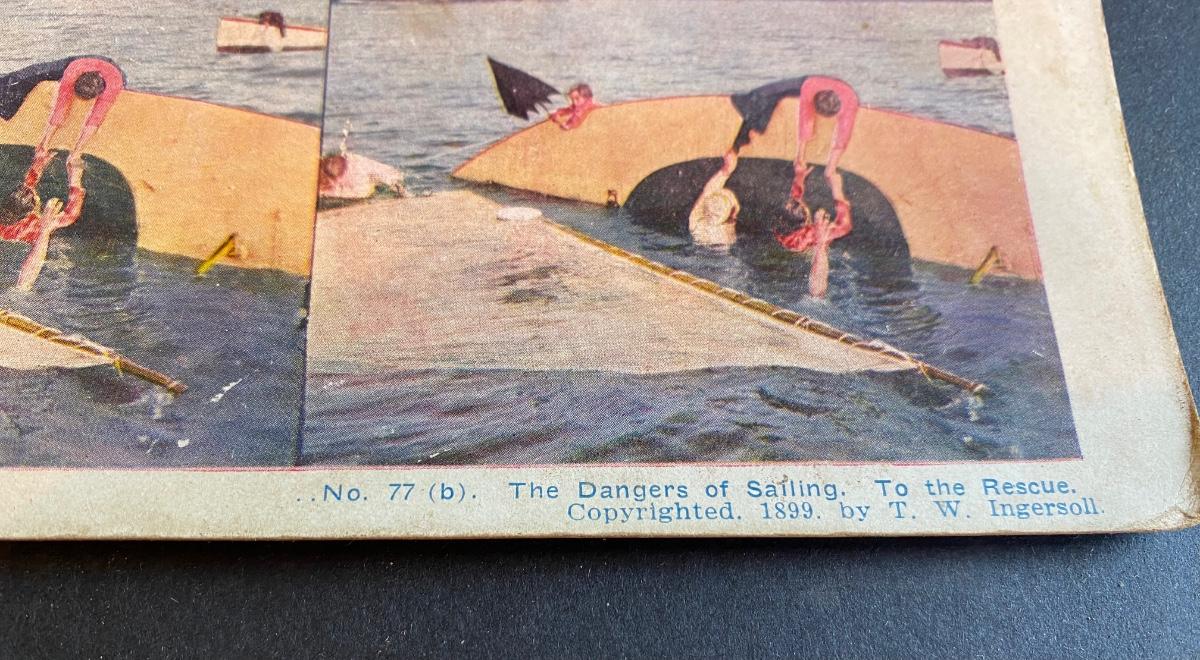 ..No. 77 (b). The Dangers of Sailing. To the Rescue.
Copyrighted. 1899. by T. W. Ingersoll.